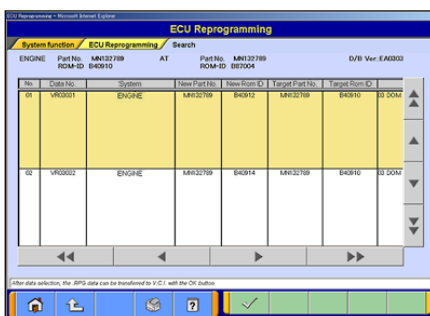 ECU Reprogramming - Microsoft Internet Explorer
ECU Reprogramming
System function ECU Reprogramming Search
ENGINE Part No. MN132789 AT Part No. MN132789 D/B Ver.:EA0303
ROM-ID B40910 ROM-ID D87004
No. Data No. System New Part No. New Rom ID Target Part No. Target Rom ID
01 VR03001 ENGINE MN132789 B40912 MN132789 B40910 03 DOM
02 VR03002 ENGINE MN132789 B40914 MN132789 B40910 03 DOM
After data selection, the .RPG data can be transferred to V.C.I. with the OK button
?